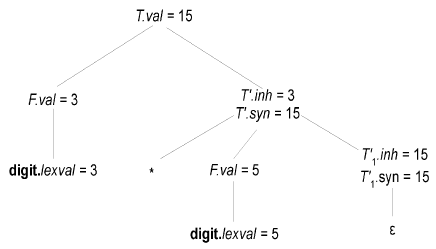 T.val = 15
F.val = 3
T'.inh = 3
T'.syn = 15
digit.lexval = 3
*
F.val = 5
T'₁.inh = 15
T'₁.syn = 15
digit.lexval = 5
ε